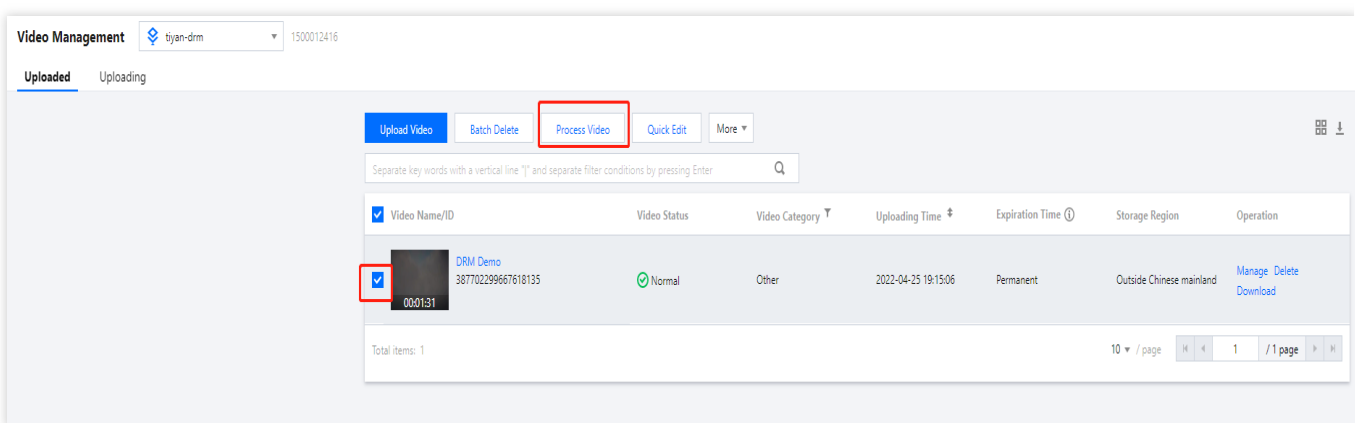 Video Management tiyan-drm 1500012416
Uploaded Uploading
Upload Video Batch Delete Process Video Quick Edit More
Separate key words with a vertical line "|" and separate filter conditions by pressing Enter
Video Name/ID Video Status Video Category Uploading Time Expiration Time Storage Region Operation
DRM Demo
387702299667618135 Normal Other 2022-04-25 19:15:06 Permanent Outside Chinese mainland Manage Delete
00:01:31 Download
Total items: 1 10 / page 1 / 1 page